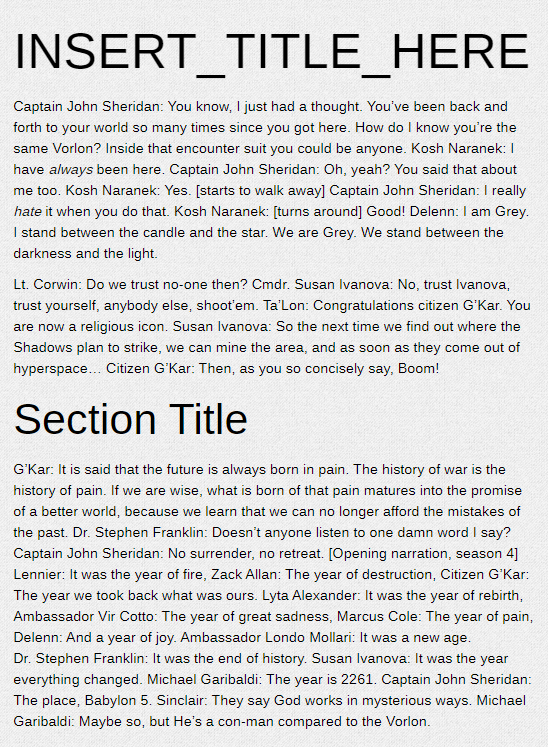 INSERT_TITLE_HERE
Captain John Sheridan: You know, I just had a thought. You’ve been back and
forth to your world so many times since you got here. How do I know you’re the
same Vorlon? Inside that encounter suit you could be anyone. Kosh Naranek: I
have always been here. Captain John Sheridan: Oh, yeah? You said that about
me too. Kosh Naranek: Yes. [starts to walk away] Captain John Sheridan: I really
hate it when you do that. Kosh Naranek: [turns around] Good! Delenn: I am Grey.
I stand between the candle and the star. We are Grey. We stand between the
darkness and the light.
Lt. Corwin: Do we trust no-one then? Cmdr. Susan Ivanova: No, trust Ivanova,
trust yourself, anybody else, shoot’em. Ta’Lon: Congratulations citizen G’Kar. You
are now a religious icon. Susan Ivanova: So the next time we find out where the
Shadows plan to strike, we can mine the area, and as soon as they come out of
hyperspace… Citizen G’Kar: Then, as you so concisely say, Boom!
Section Title
G’Kar: It is said that the future is always born in pain. The history of war is the
history of pain. If we are wise, what is born of that pain matures into the promise
of a better world, because we learn that we can no longer afford the mistakes of
the past. Dr. Stephen Franklin: Doesn’t anyone listen to one damn word I say?
Captain John Sheridan: No surrender, no retreat. [Opening narration, season 4]
Lennier: It was the year of fire, Zack Allan: The year of destruction, Citizen G’Kar:
The year we took back what was ours. Lyta Alexander: It was the year of rebirth,
Ambassador Vir Cotto: The year of great sadness, Marcus Cole: The year of pain,
Delenn: And a year of joy. Ambassador Londo Mollari: It was a new age.
Dr. Stephen Franklin: It was the end of history. Susan Ivanova: It was the year
everything changed. Michael Garibaldi: The year is 2261. Captain John Sheridan:
The place, Babylon 5. Sinclair: They say God works in mysterious ways. Michael
Garibaldi: Maybe so, but He’s a con-man compared to the Vorlon.